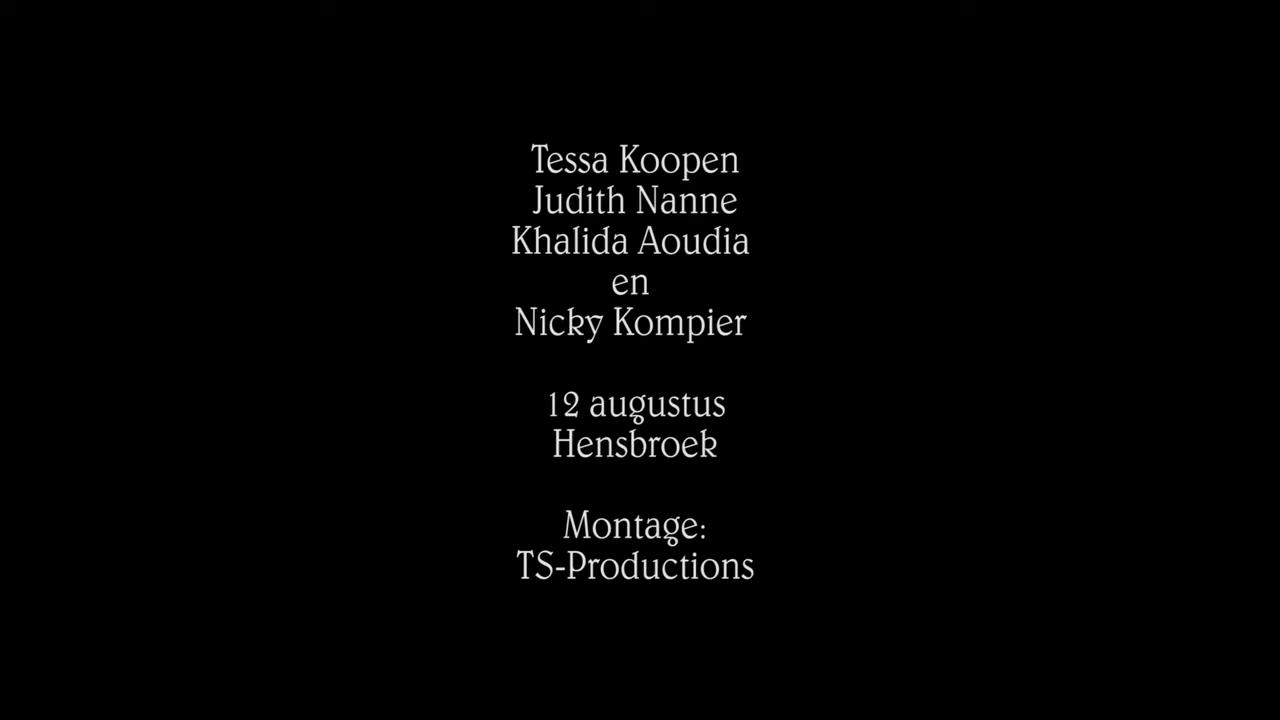 Tessa Koopen
Judith Nanne
Khalida Aoudia
en
Nicky Kompier
12 augustus
Hensbroek
Montage:
TS-Productions